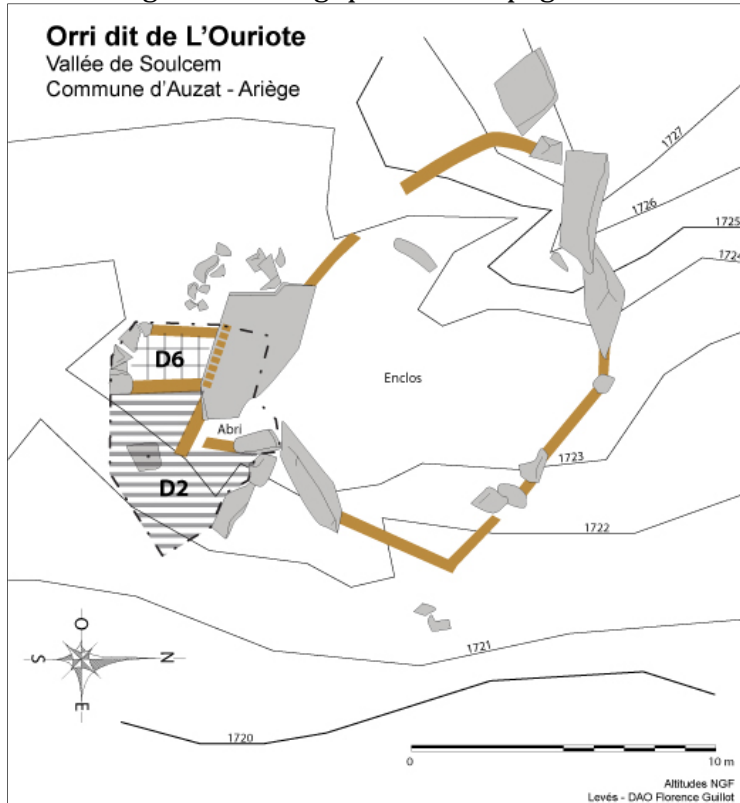 Orri dit de L'Ouriote
Vallée de Soulcem
Commune d'Auzat - Ariège
1727
1726
1725
1724
D6
Enclos
Abri
1723
D2
1722
O
S
N
E
1721
1720
0
10 m
Altitudes NGF
Levés - DAO Florence Guillot